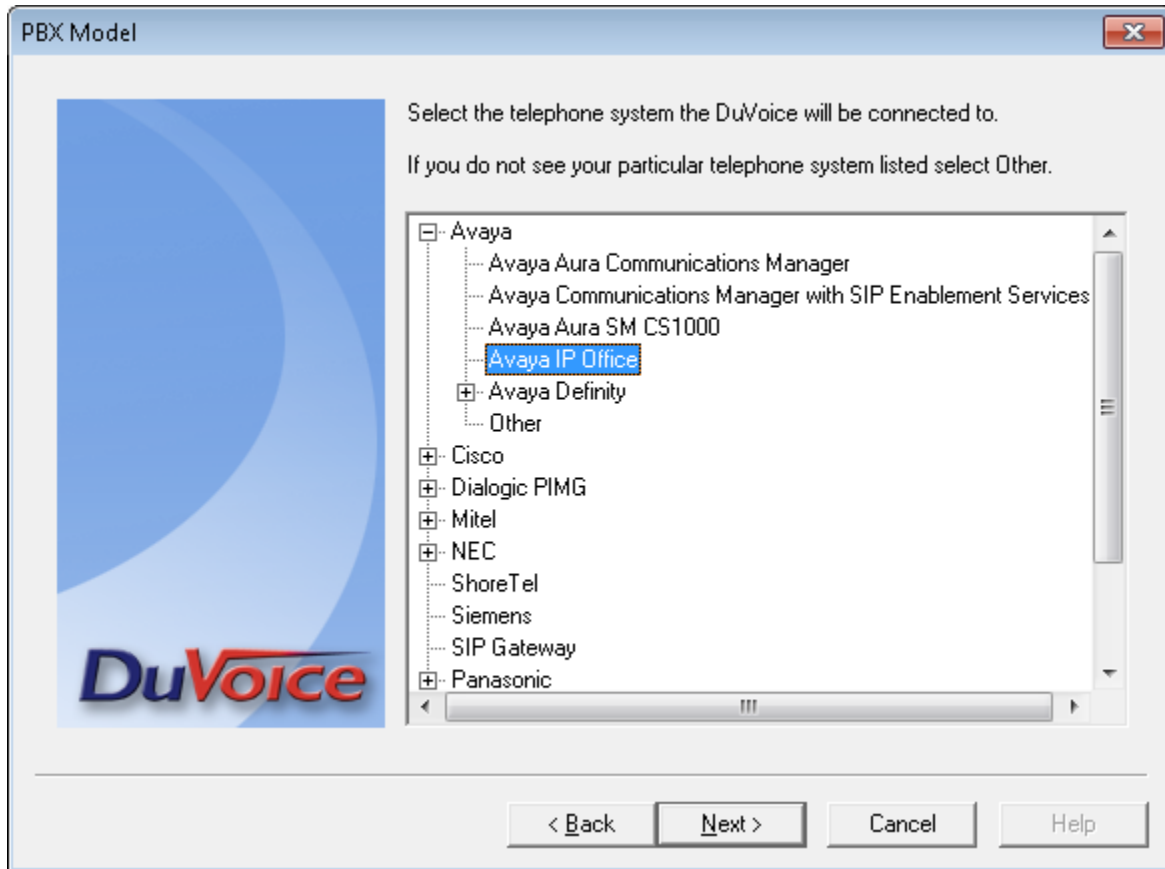 PBX Model
Select the telephone system the DuVoice will be connected to.
If you do not see your particular telephone system listed select Other.
Avaya
Avaya Aura Communications Manager
Avaya Communications Manager with SIP Enablement Services
Avaya Aura SM CS1000
Avaya IP Office
Avaya Definity
Other
Cisco
Dialogic PIMG
Mitel
NEC
ShoreTel
Siemens
SIP Gateway
Panasonic
DuVoice
< Back
Next >
Cancel
Help